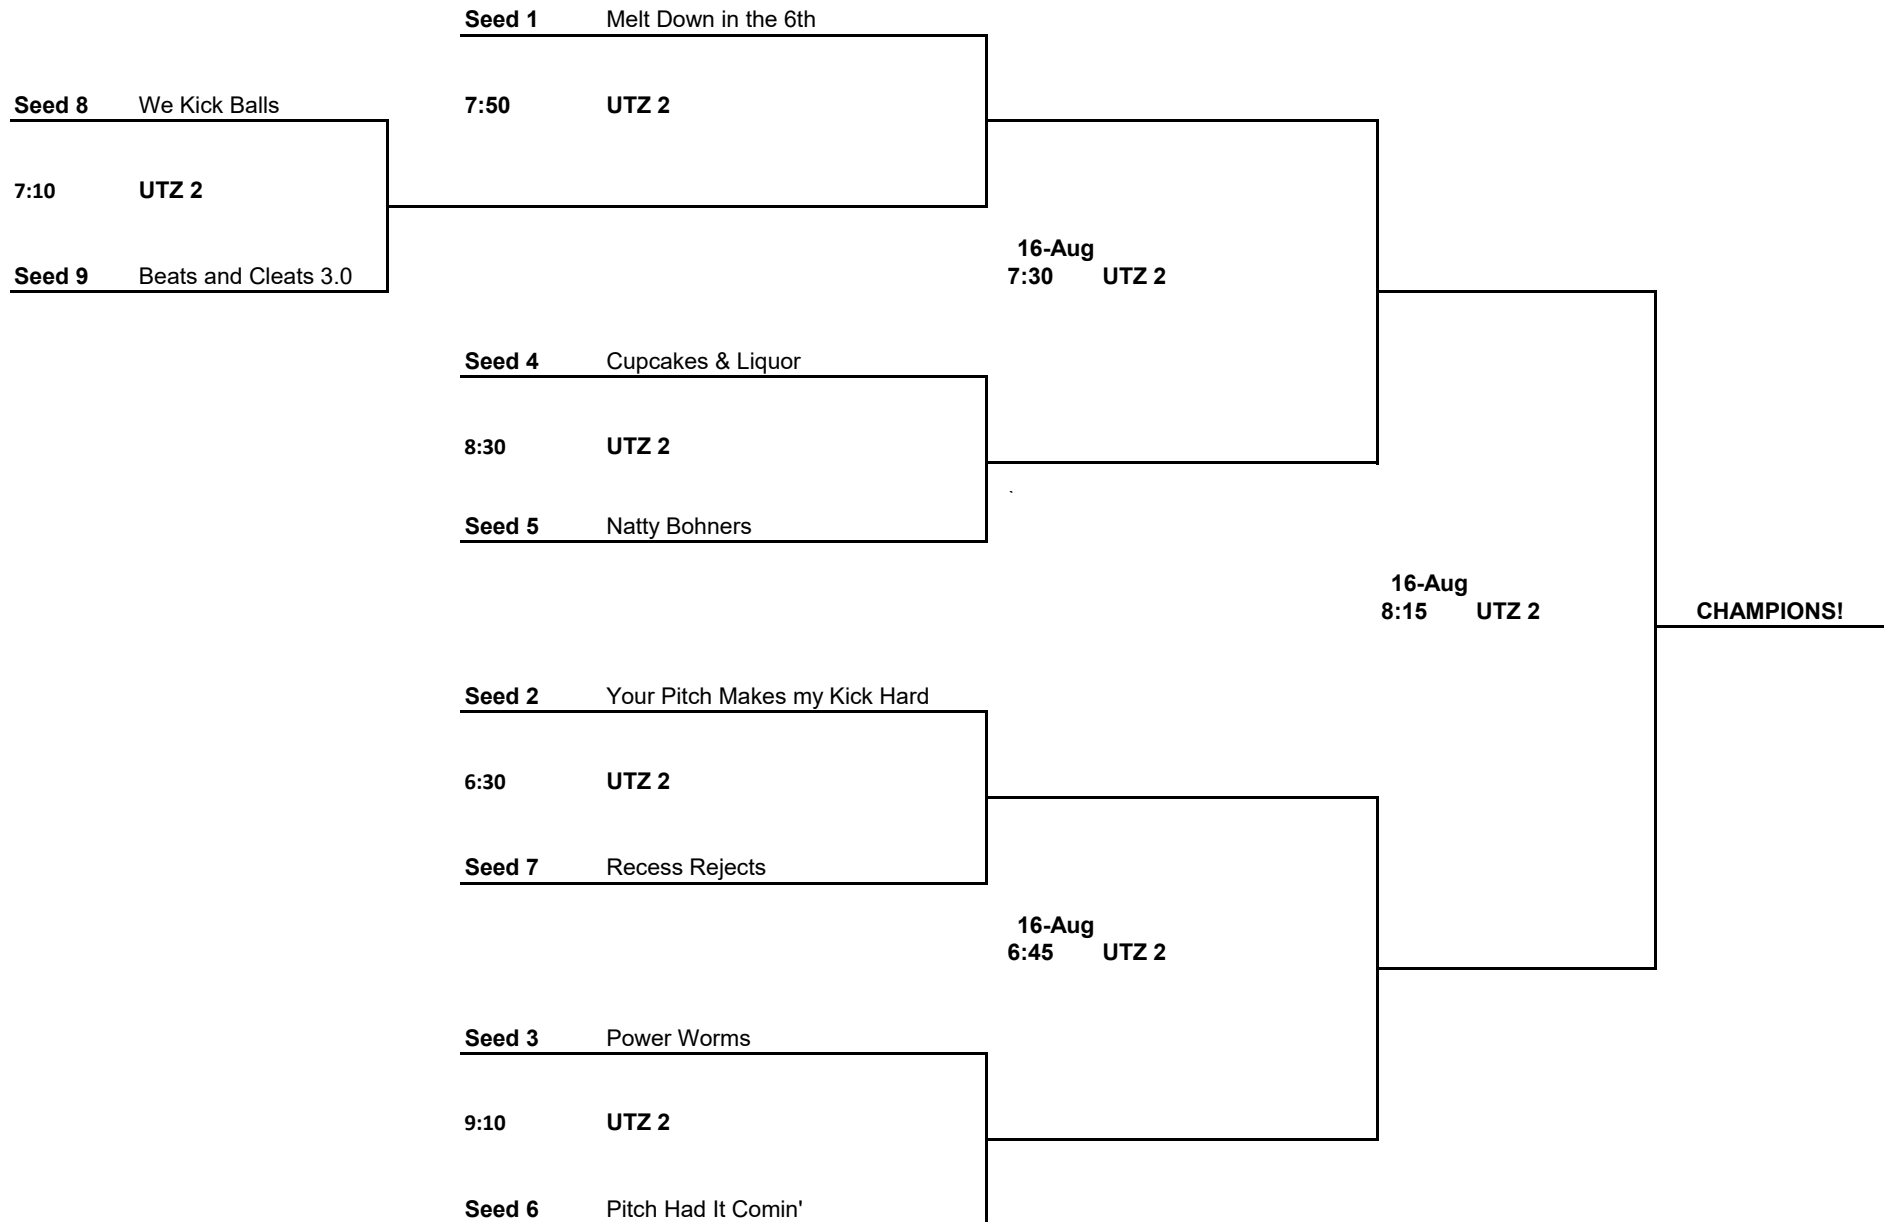 Seed 1 Melt Down in the 6th
Seed 8 We Kick Balls 7:50 UTZ 2
7:10 UTZ 2
16-Aug
Seed 9 Beats and Cleats 3.0 7:30 UTZ 2
Seed 4 Cupcakes & Liquor
8:30 UTZ 2
`
Seed 5 Natty Bohners
16-Aug
8:15 UTZ 2 CHAMPIONS!
Seed 2 Your Pitch Makes my Kick Hard
6:30 UTZ 2
Seed 7 Recess Rejects
16-Aug
6:45 UTZ 2
Seed 3 Power Worms
9:10 UTZ 2
Seed 6 Pitch Had It Comin'